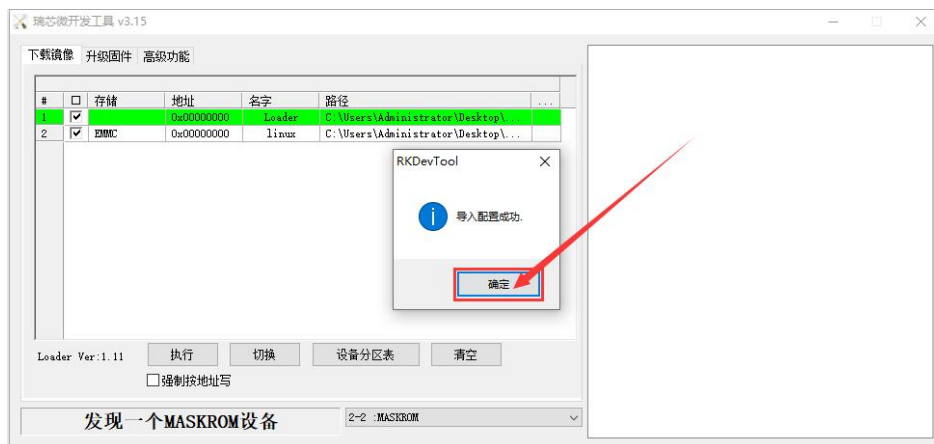 瑞芯微开发工具 v3.15
下载镜像 升级固件 高级功能
# 存储 地址 名字 路径 ...
1 0x00000000 Loader C:\Users\Administrator\Desktop\...
2 EMMC 0x00000000 linux C:\Users\Administrator\Desktop\...
RKDevTool
导入配置成功.
确定
Loader Ver:1.11 执行 切换 设备分区表 清空
强制按地址写
发现一个MASKROM设备 2-2 :MASKROM